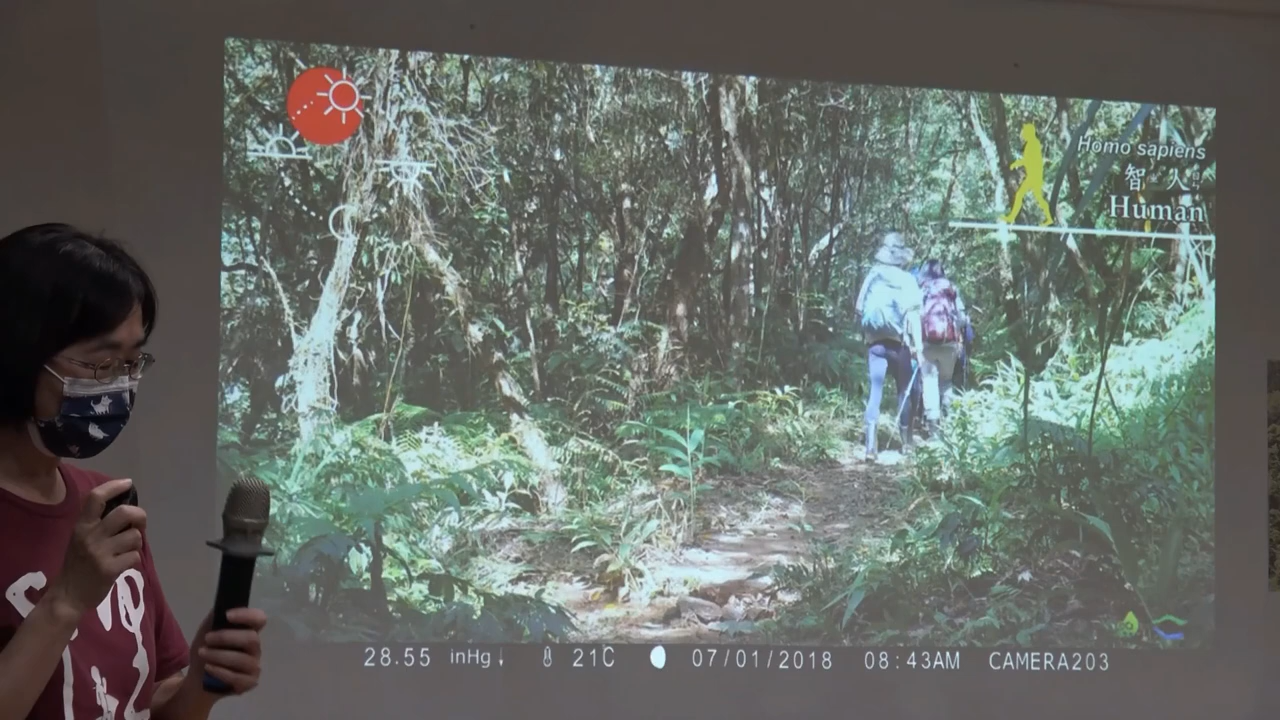 Homo sapiens
智人
Human
28.55 inHg↓ 21C 07/01/2018 08:43AM CAMERA203